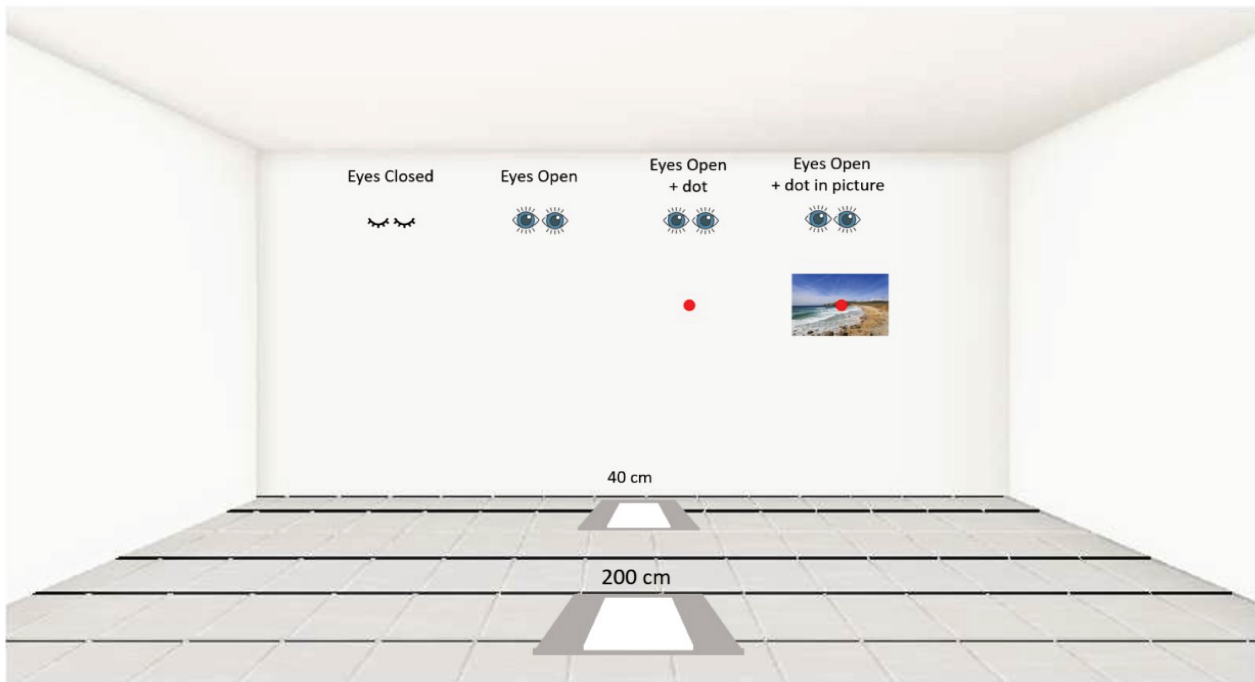 Eyes Closed
Eyes Open
Eyes Open
+ dot
Eyes Open
+ dot in picture
40 cm
200 cm